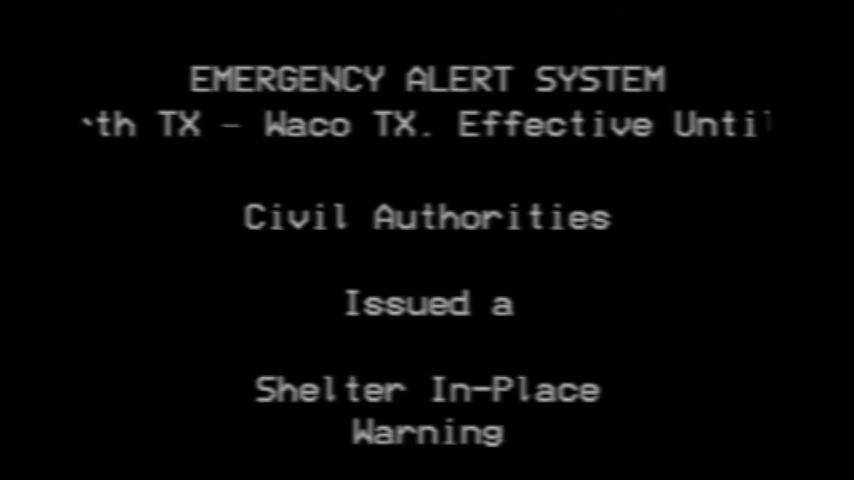 EMERGENCY ALERT SYSTEM
th TX - Waco TX. Effective Until
Civil Authorities
Issued a
Shelter In-Place
Warning